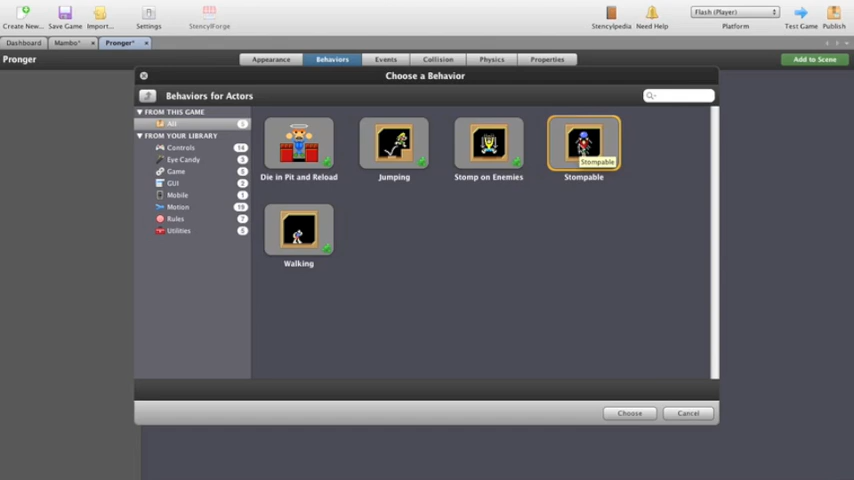 Create New...
Save Game
Import...
Settings
StencylForge
Stencylpedia
Need Help
Flash (Player)
Platform
Test Game
Publish
Dashboard
Mambo*
Pronger*
Pronger
Appearance
Behaviors
Events
Collision
Physics
Properties
Add to Scene
Choose a Behavior
Behaviors for Actors
FROM THIS GAME
All 5
FROM YOUR LIBRARY
Controls 14
Eye Candy 3
Game 5
GUI 2
Mobile 1
Motion 19
Rules 7
Utilities 5
Die in Pit and Reload
Jumping
Stomp on Enemies
Stompable
Stompable
Walking
Choose
Cancel